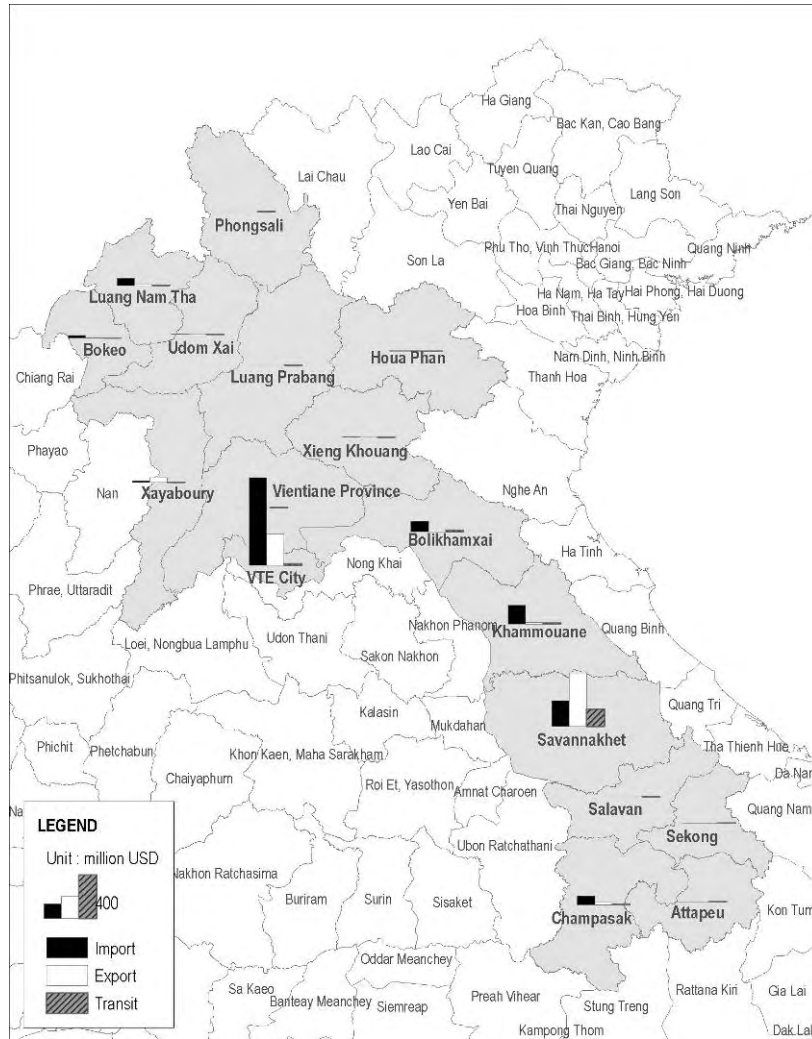 Ha Giang
Bac Kan, Cao Bang
Lao Cai
Tuyen Quang
Lai Chau
Lang Son
Yen Bai
Thai Nguyen
Phongsali
Phu Tho, Vinh Thuc
Hanoi
Quang Ninh
Son La
Bac Giang, Bac Ninh
Luang Nam Tha
Ha Nam, Ha Tay
Hai Phong, Hai Duong
Hoa Binh
Thai Binh, Hung Yen
Bokeo
Udom Xai
Houa Phan
Nam Dinh, Ninh Binh
Chiang Rai
Luang Prabang
Thanh Hoa
Phayao
Xieng Khouang
Nan
Xayaboury
Vientiane Province
Nghe An
Bolikhamxai
Ha Tinh
Nong Khai
VTE City
Phrae, Uttaradit
Nakhon Phanom
Khammouane
Quang Binh
Loei, Nongbua Lamphu
Udon Thani
Sakon Nakhon
Phitsanulok, Sukhothai
Quang Tri
Kalasin
Mukdahan
Savannakhet
Phichit
Phetchabun
Khon Kaen, Maha Sarakham
Tha Thienh Hue
Chaiyaphum
Roi Et, Yasothon
Amnat Charoen
Da Nan
Na
Salavan
Quang Nam
LEGEND
Sekong
Ubon Ratchathani
Unit : million USD
Nakhon Ratchasima
Buriram
Surin
Sisaket
400
Champasak
Attapeu
Kon Tum
Import
Oddar Meanchey
Export
Sa Kaeo
Banteay Meanchey
Siemreap
Preah Vihear
Stung Treng
Rattana Kiri
Gia Lai
Transit
Kampong Thom
Dak Lak